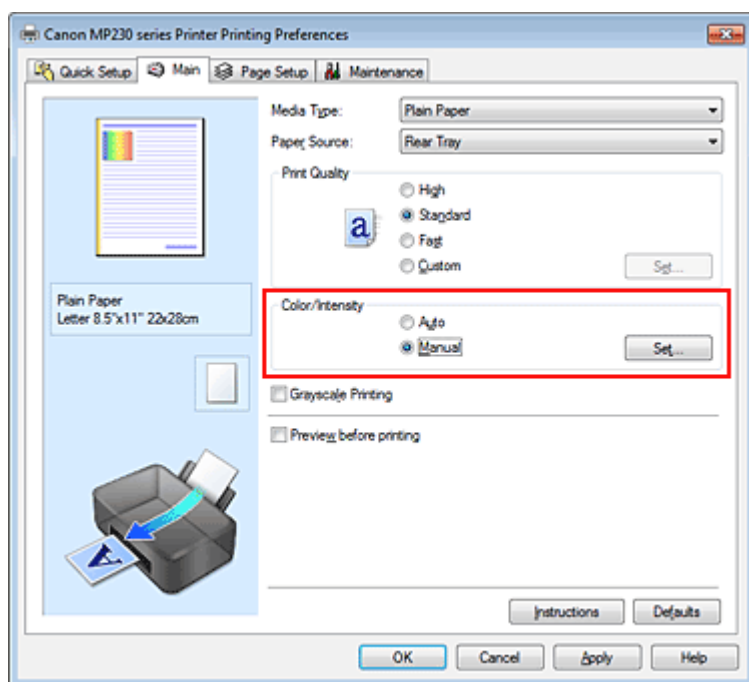 Canon MP230 series Printer Printing Preferences
Quick Setup Main Page Setup Maintenance
Media Type: Plain Paper
Paper Source: Rear Tray
Print Quality
High
a Standard
Fast
Custom Set...
Plain Paper
Letter 8.5"x11" 22x28cm
Color/Intensity
Auto
Manual Set...
Grayscale Printing
Preview before printing
A
Instructions Defaults
OK Cancel Apply Help